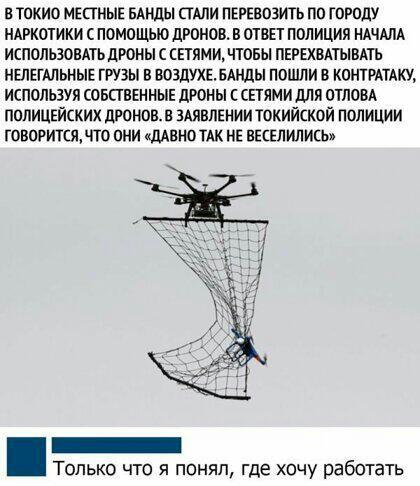 В ТОКИО МЕСТНЫЕ БАНДЫ СТАЛИ ПЕРЕВОЗИТЬ ПО ГОРОДУ
НАРКОТИКИ С ПОМОЩЬЮ ДРОНОВ. В ОТВЕТ ПОЛИЦИЯ НАЧАЛА
ИСПОЛЬЗОВАТЬ ДРОНЫ С СЕТЯМИ, ЧТОБЫ ПЕРЕХВАТЫВАТЬ
НЕЛЕГАЛЬНЫЕ ГРУЗЫ В ВОЗДУХЕ. БАНДЫ ПОШЛИ В КОНТРАТАКУ,
ИСПОЛЬЗУЯ СОБСТВЕННЫЕ ДРОНЫ С СЕТЯМИ ДЛЯ ОТЛОВА
ПОЛИЦЕЙСКИХ ДРОНОВ. В ЗАЯВЛЕНИИ ТОКИЙСКОЙ ПОЛИЦИИ
ГОВОРИТСЯ, ЧТО ОНИ «ДАВНО ТАК НЕ ВЕСЕЛИЛИСЬ»
Только что я понял, где хочу работать